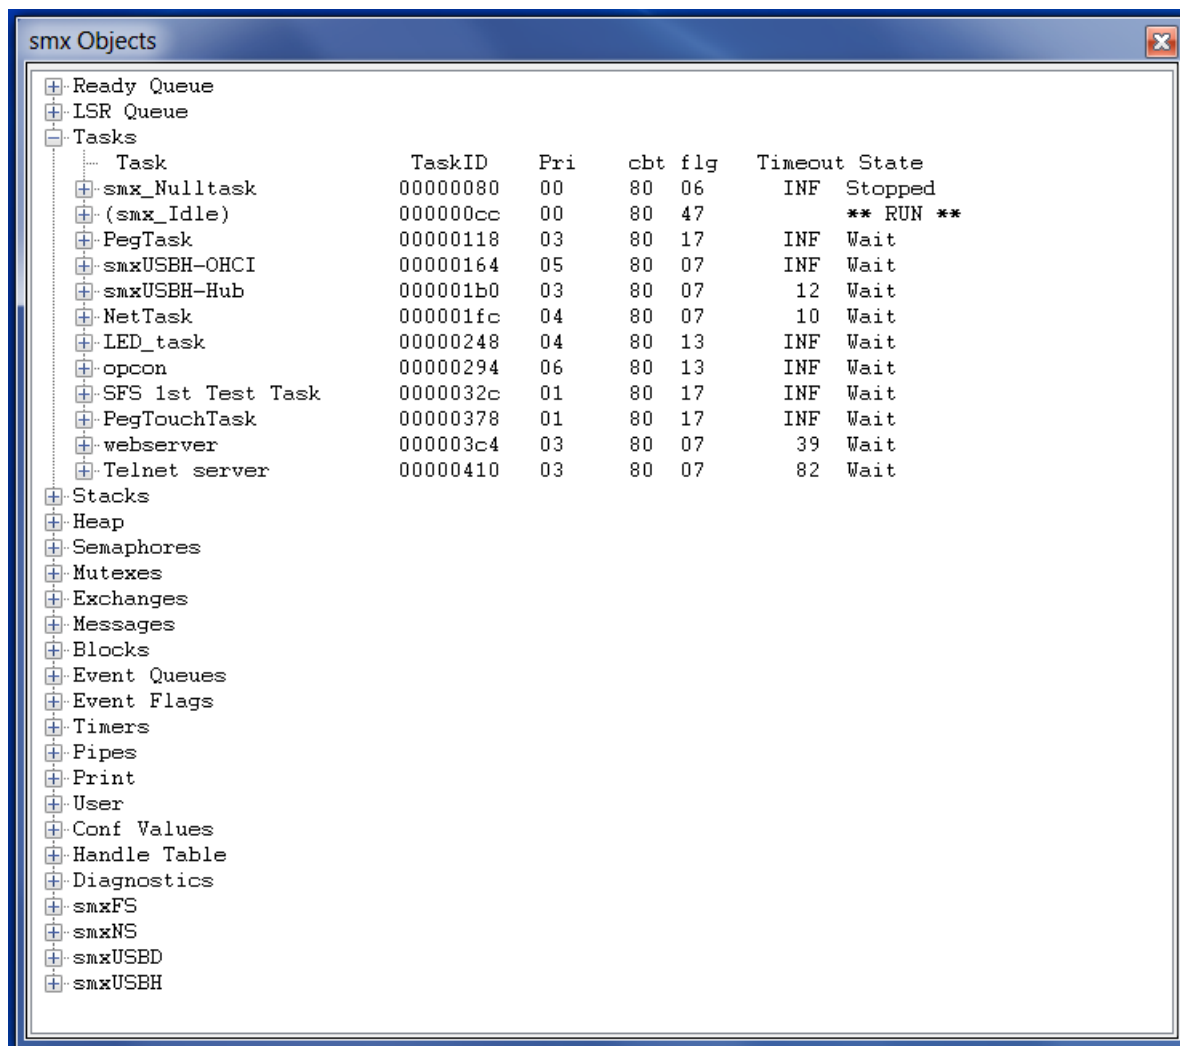 smx Objects
Ready Queue
LSR Queue
Tasks
Task TaskID Pri cbt flg Timeout State
smx_Nulltask 00000080 00 80 06 INF Stopped
(smx_Idle) 000000cc 00 80 47 ** RUN **
PegTask 00000118 03 80 17 INF Wait
smxUSBH-OHCI 00000164 05 80 07 INF Wait
smxUSBH-Hub 000001b0 03 80 07 12 Wait
NetTask 000001fc 04 80 07 10 Wait
LED_task 00000248 04 80 13 INF Wait
opcon 00000294 06 80 13 INF Wait
SFS 1st Test Task 0000032c 01 80 17 INF Wait
PegTouchTask 00000378 01 80 17 INF Wait
webserver 000003c4 03 80 07 39 Wait
Telnet server 00000410 03 80 07 82 Wait
Stacks
Heap
Semaphores
Mutexes
Exchanges
Messages
Blocks
Event Queues
Event Flags
Timers
Pipes
Print
User
Conf Values
Handle Table
Diagnostics
smxFS
smxNS
smxUSBD
smxUSBH